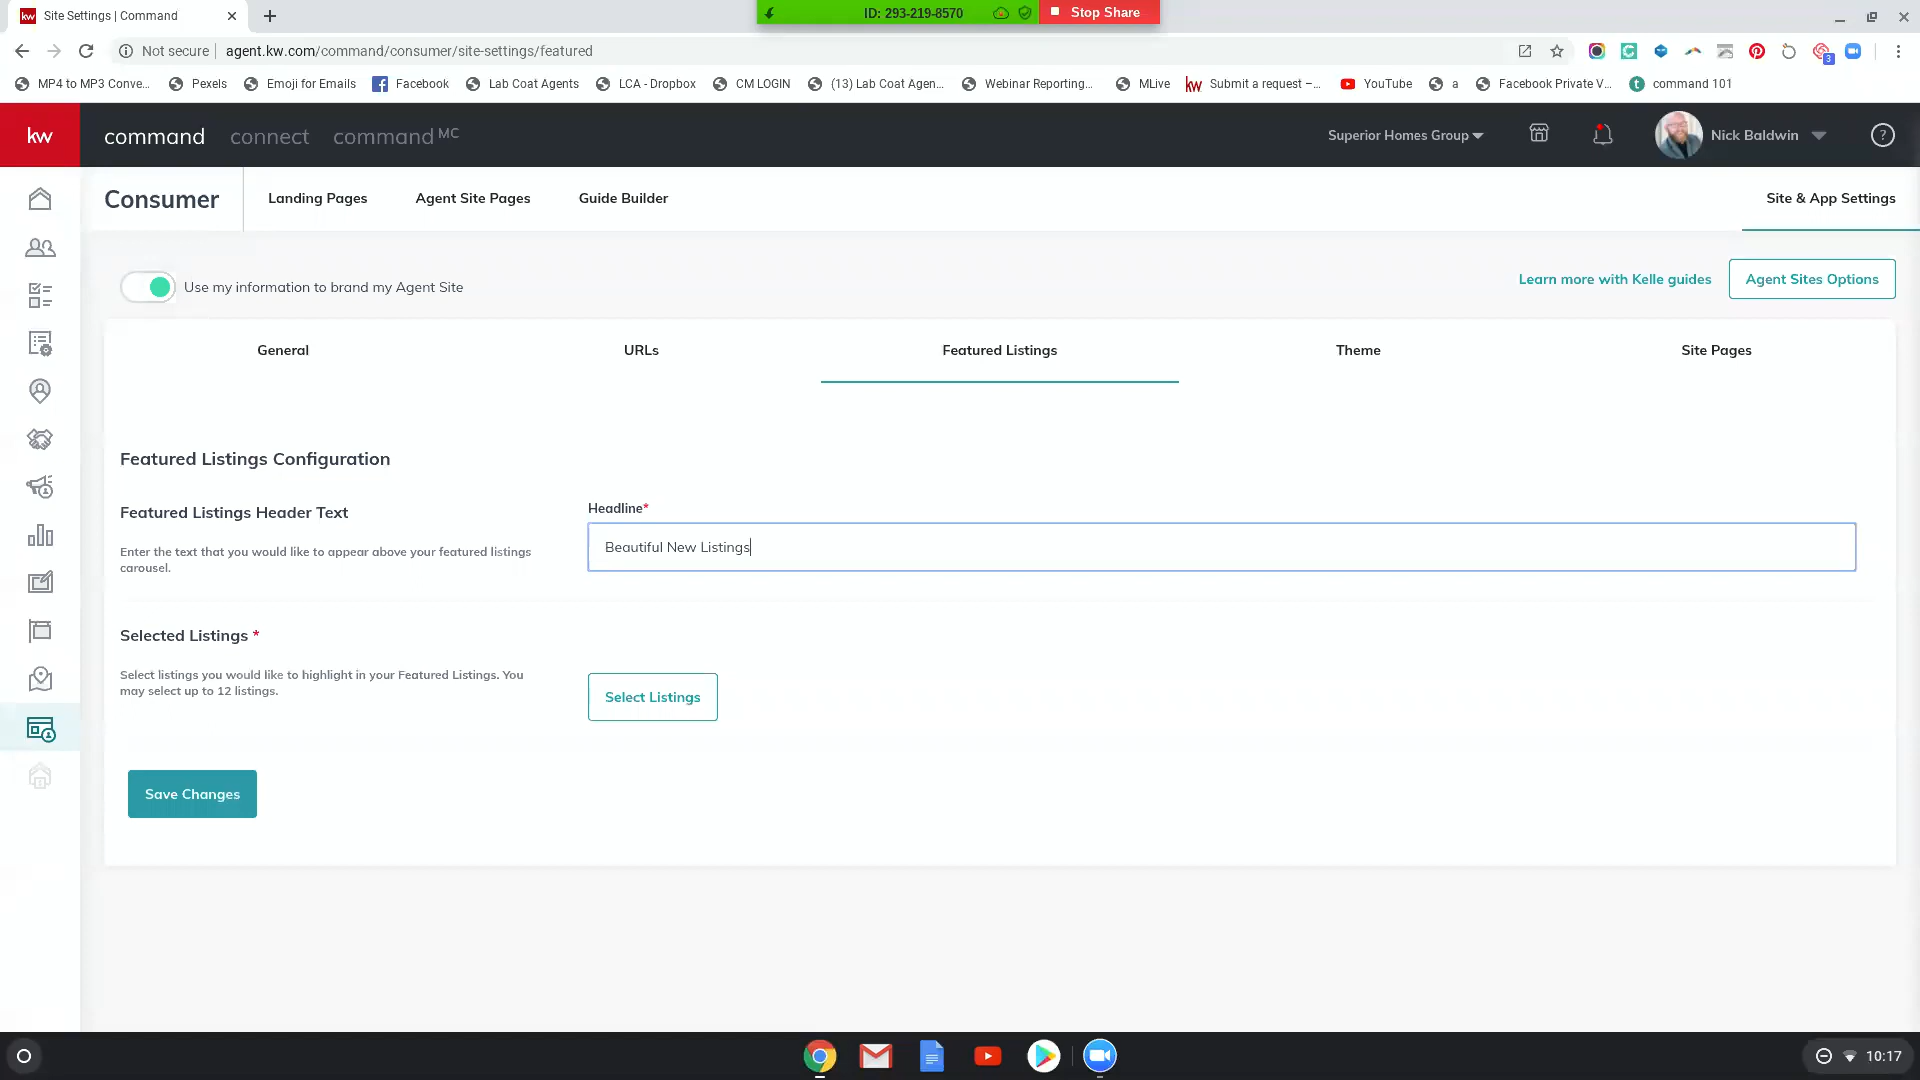 kw Site Settings | Command
ID: 293-219-8570
Stop Share
Not secure
agent.kw.com/command/consumer/site-settings/featured
3
MP4 to MP3 Conve...
Pexels
Emoji for Emails
Facebook
Lab Coat Agents
LCA - Dropbox
CM LOGIN
(13) Lab Coat Agen...
Webinar Reporting...
MLive
kw Submit a request –...
YouTube
a
Facebook Private V...
t command 101
kw
command
connect
command MC
Superior Homes Group
Nick Baldwin
?
Consumer
Landing Pages
Agent Site Pages
Guide Builder
Site & App Settings
Use my information to brand my Agent Site
Learn more with Kelle guides
Agent Sites Options
General
URLs
Featured Listings
Theme
Site Pages
Featured Listings Configuration
Featured Listings Header Text
Enter the text that you would like to appear above your featured listings
carousel.
Headline*
Beautiful New Listings
Selected Listings *
Select listings you would like to highlight in your Featured Listings. You
may select up to 12 listings.
Select Listings
Save Changes
10:17